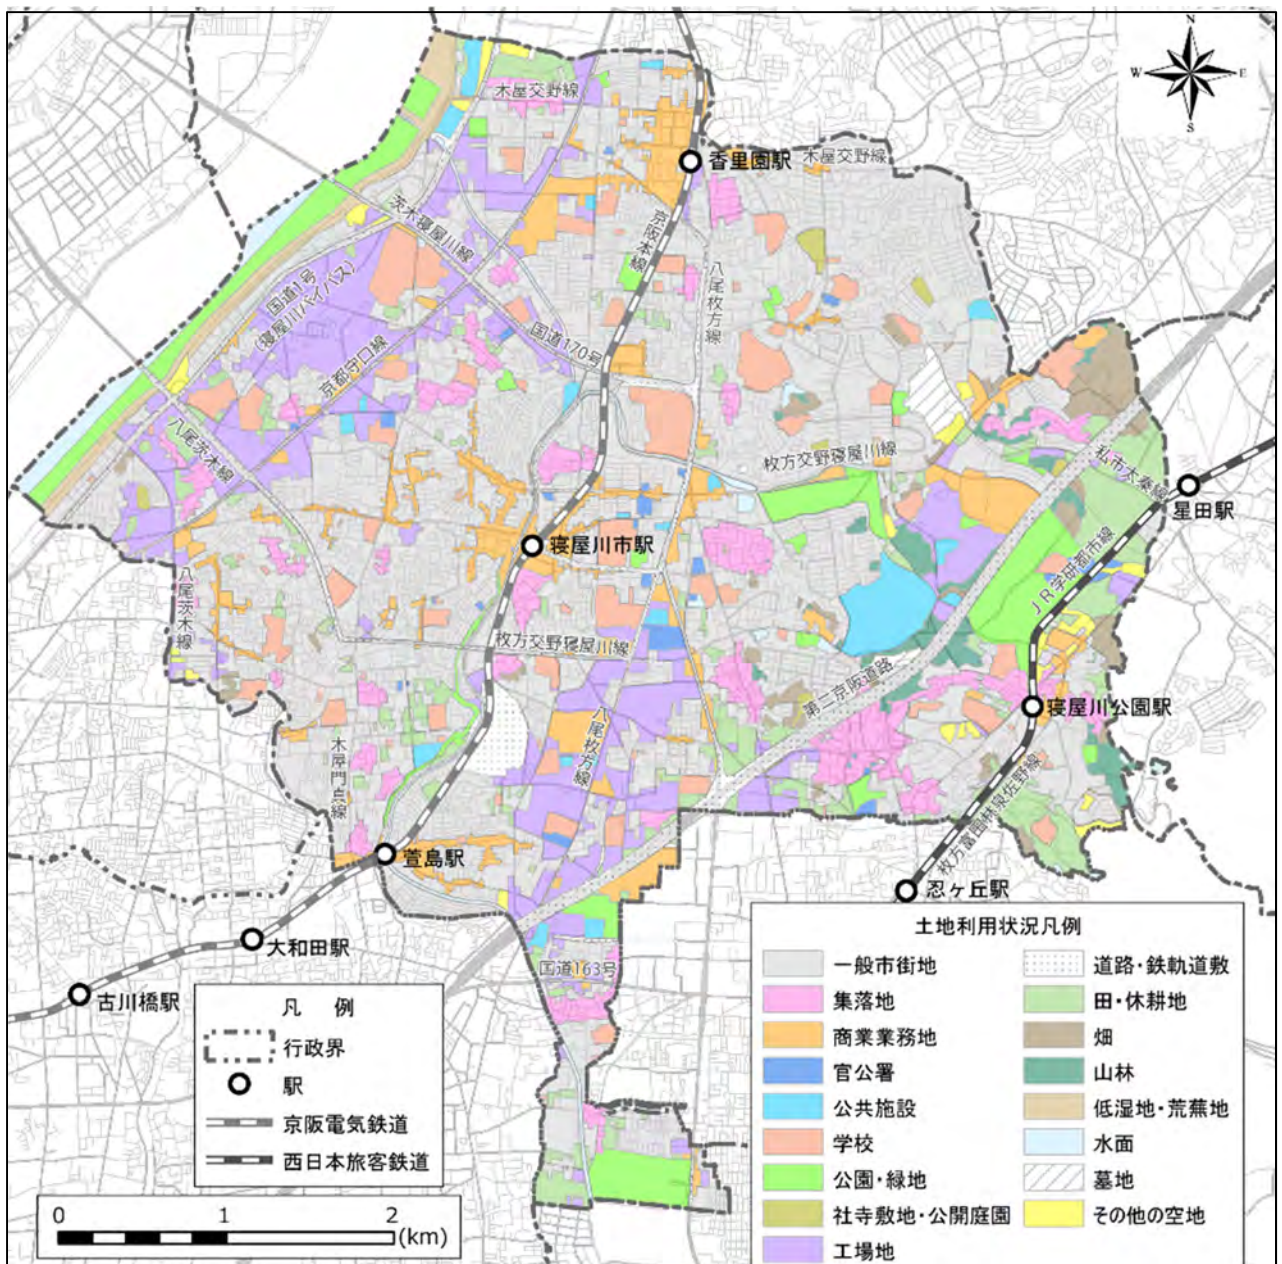 N
W
E
S
木屋交野線
香里園駅
木屋交野線
茨木寝屋川線
京阪本線
八尾枚方線
国道1号
(寝屋川バイパス)
国道170号
京都守口線
八尾茨木線
枚方交野寝屋川線
私市太秦線
星田駅
寝屋川市駅
JR学研都市線
八尾茨木線
枚方交野寝屋川線
第二京阪道路
寝屋川公園駅
八尾枚方線
木屋門真線
枚方富田林泉佐野線
萱島駅
忍ヶ丘駅
大和田駅
国道163号
古川橋駅
凡 例
行政界
駅
京阪電気鉄道
西日本旅客鉄道
0 1 2
(km)
土地利用状況凡例
一般市街地
集落地
商業業務地
官公署
公共施設
学校
公園・緑地
社寺敷地・公開庭園
工場地
道路・鉄軌道敷
田・休耕地
畑
山林
低湿地・荒蕪地
水面
墓地
その他の空地